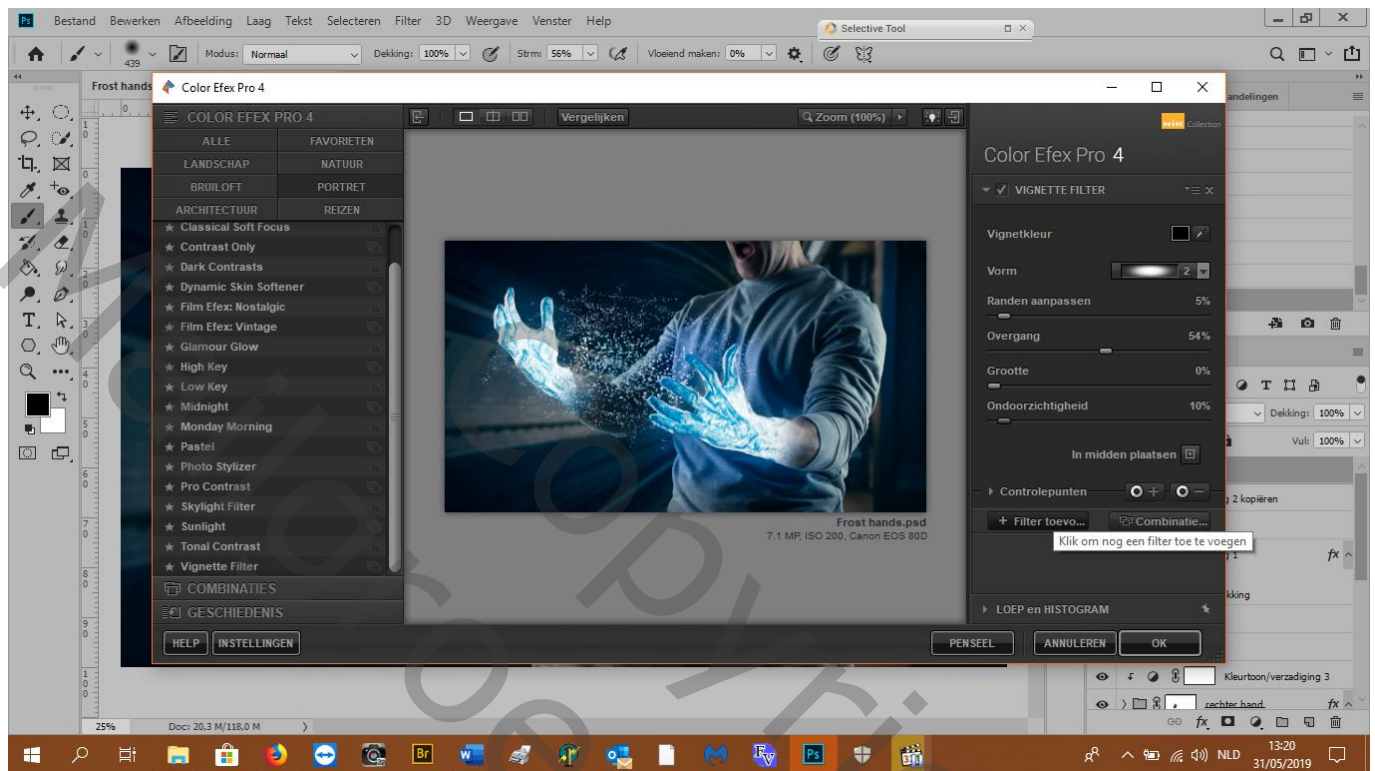 Ps Bestand Bewerken Afbeelding Laag Tekst Selecteren Filter 3D Weergave Venster Help
Selective Tool
439 Modus: Normaal Dekking: 100% Strm: 56% Vloeiend maken: 0%
Frost hands
andelingen
Color Efex Pro 4
COLOR EFEX PRO 4
Vergelijken
Zoom (100%)
Nik Collection
ALLE FAVORIETEN
LANDSCHAP NATUUR
BRUILOFT PORTRET
ARCHITECTUUR REIZEN
Classical Soft Focus
Contrast Only
Dark Contrasts
Dynamic Skin Softener
Film Efex: Nostalgic
Film Efex: Vintage
Glamour Glow
High Key
Low Key
Midnight
Monday Morning
Pastel
Photo Stylizer
Pro Contrast
Skylight Filter
Sunlight
Tonal Contrast
Vignette Filter
COMBINATIES
GESCHIEDENIS
HELP INSTELLINGEN
Frost hands.psd
7.1 MP, ISO 200, Canon EOS 80D
Color Efex Pro 4
VIGNETTE FILTER
Vignetkleur
Vorm 2
Randen aanpassen 5%
Overgang 54%
Grootte 0%
Ondoorzichtigheid 10%
In midden plaatsen
Controlepunten
+ Filter toevo... Combinatie...
Klik om nog een filter toe te voegen
LOEP en HISTOGRAM
PENSEEL ANNULEREN OK
Dekking: 100%
Vul: 100%
g 2 kopiëren
g 1 fx
kking
Kleurtoon/verzadiging 3
rechter hand fx
25% Doc: 20,3 M/118,0 M
NLD
13:20
31/05/2019
Copyri